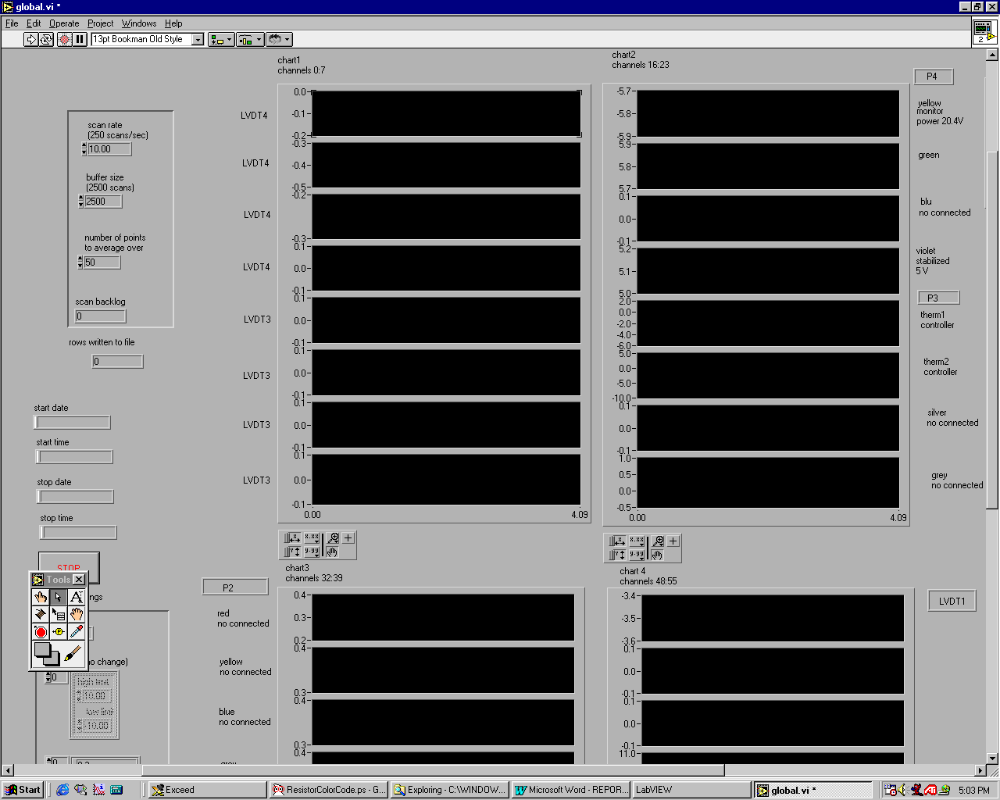 global.vi *
File Edit Operate Project Windows Help
13pt Bookman Old Style
2
chart1
channels 0:7
chart2
channels 16:23
P4
scan rate
(250 scans/sec)
10.00
buffer size
(2500 scans)
2500
number of points
to average over
50
scan backlog
0
rows written to file
0
start date
start time
stop date
stop time
STOP
LVDT4
0.0
-0.1
-0.2
LVDT4
-0.3
-0.4
-0.5
LVDT4
-0.2
-0.3
LVDT4
0.1
0.0
-0.1
LVDT3
0.1
0.0
-0.1
LVDT3
0.1
0.0
-0.1
LVDT3
0.1
0.0
-0.1
LVDT3
0.1
0.0
-0.1
0.00 4.09
-5.7
-5.8
-5.9
yellow
monitor
power 20.4V
5.9
5.8
5.7
green
0.1
0.0
-0.1
blu
no connected
5.2
5.1
5.0
violet
stabilized
5 V
P3
2.0
0.0
-2.0
-4.0
-6.0
therm1
controller
5.0
0.0
-5.0
-10.0
therm2
controller
0.1
0.0
-0.1
silver
no connected
1.0
0.5
0.0
-0.5
grey
no connected
0.00 4.09
x.xx
y.yy
x.xx
y.yy
Tools
ngs
no change)
0
high limit
10.00
low limit
-10.00
0
P2
chart3
channels 32:39
red
no connected
0.4
0.3
0.2
yellow
no connected
0.4
0.3
blue
no connected
0.4
0.3
0.4
chart 4
channels 48:55
LVDT1
-3.4
-3.5
-3.6
0.1
0.0
-0.1
0.1
0.0
-0.1
11.0
Start
Exceed
ResistorColorCode.ps - G...
Exploring - C:\WINDOW...
Microsoft Word - REPOR...
LabVIEW
global.vi *
5:03 PM